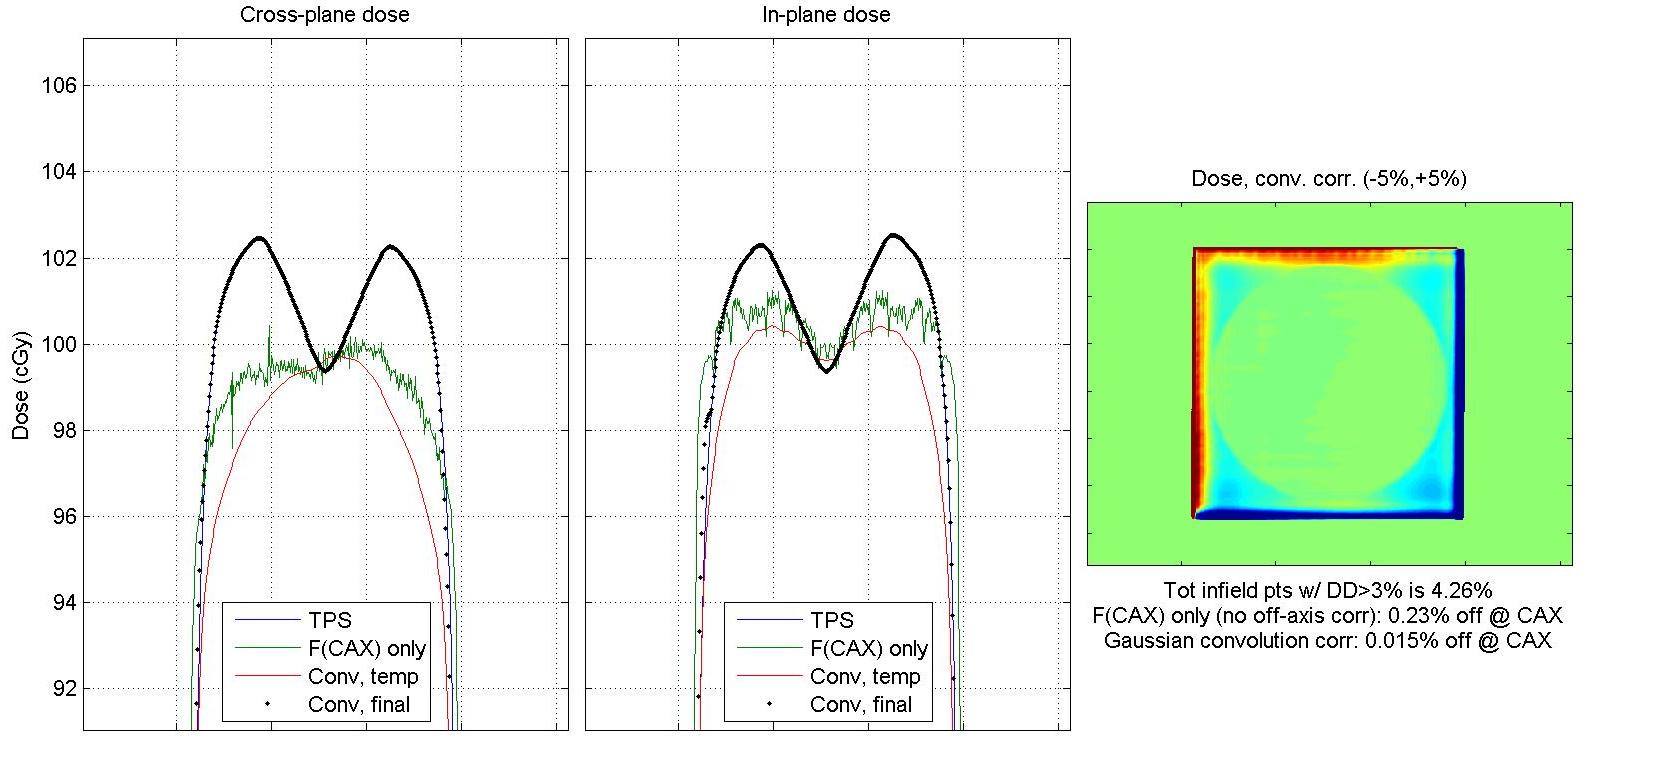 Cross-plane dose
Dose (cGy)
106
104
102
100
98
96
94
92
TPS
F(CAX) only
Conv, temp
Conv, final
In-plane dose
TPS
F(CAX) only
Conv, temp
Conv, final
Dose, conv. corr. (-5%,+5%)
Tot infield pts w/ DD>3% is 4.26%
F(CAX) only (no off-axis corr): 0.23% off @ CAX
Gaussian convolution corr: 0.015% off @ CAX